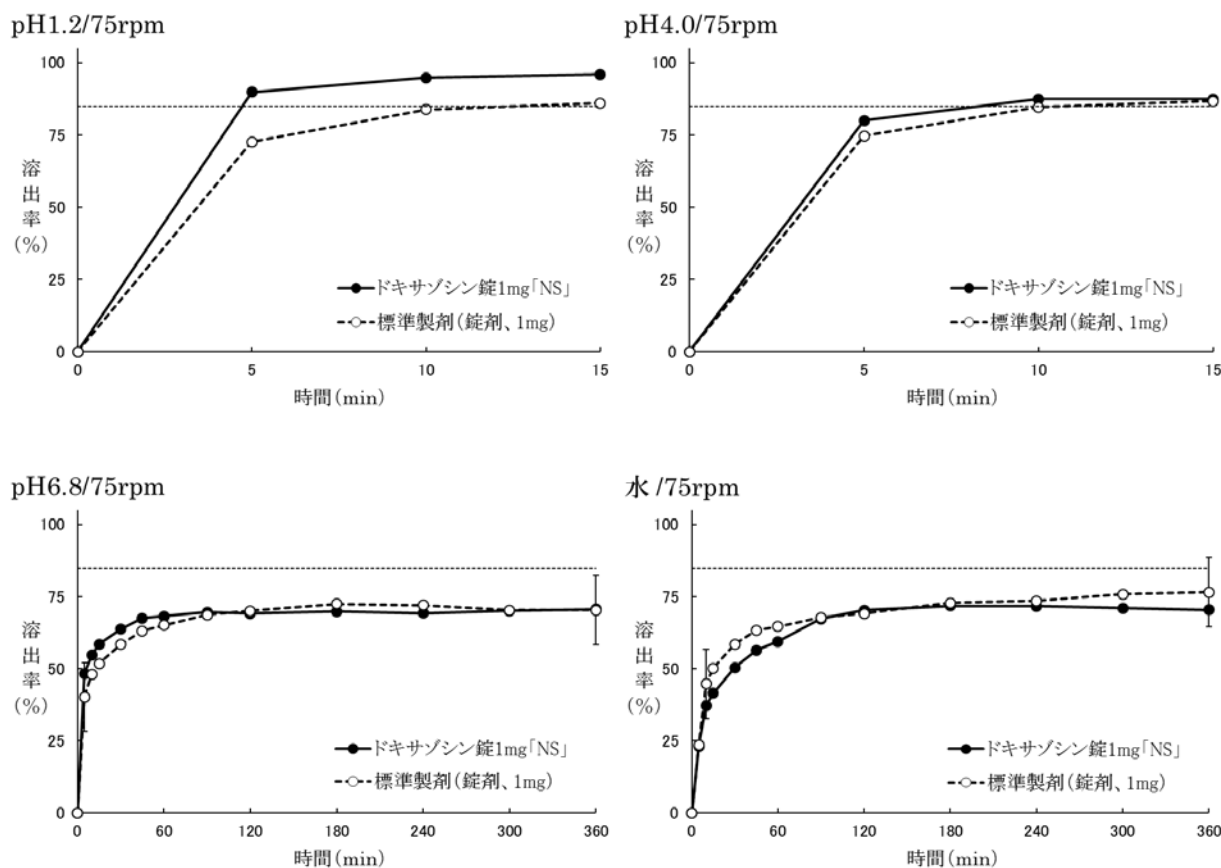 pH1.2/75rpm
100
75
50
25
0
溶出率(%)
ドキサゾシン錠1mg「NS」
標準製剤(錠剤、1mg)
0 5 10 15
時間(min)
pH4.0/75rpm
100
75
50
25
0
溶出率(%)
ドキサゾシン錠1mg「NS」
標準製剤(錠剤、1mg)
0 5 10 15
時間(min)
pH6.8/75rpm
100
75
50
25
0
溶出率(%)
ドキサゾシン錠1mg「NS」
標準製剤(錠剤、1mg)
0 60 120 180 240 300 360
時間(min)
水 /75rpm
100
75
50
25
0
溶出率(%)
ドキサゾシン錠1mg「NS」
標準製剤(錠剤、1mg)
0 60 120 180 240 300 360
時間(min)